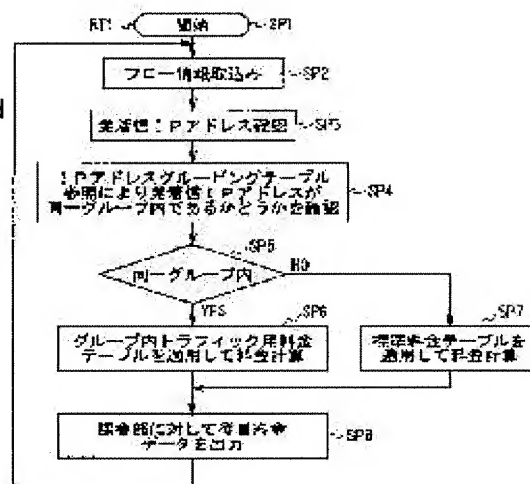 RT1
開始
SP1
フロー情報取込み
SP2
発着信IPアドレス確認
IPアドレスグルーピングテーブル
参照により発着信IPアドレスが
同一グループ内であるかどうかを確認
SP4
SP5
同一グループ内
NO
YES
SP6
グループ内トラフィック用料金
テーブルを適用して料金計算
SP7
標準料金テーブルを
適用して料金計算
課金部に対して
データを出力
SP8